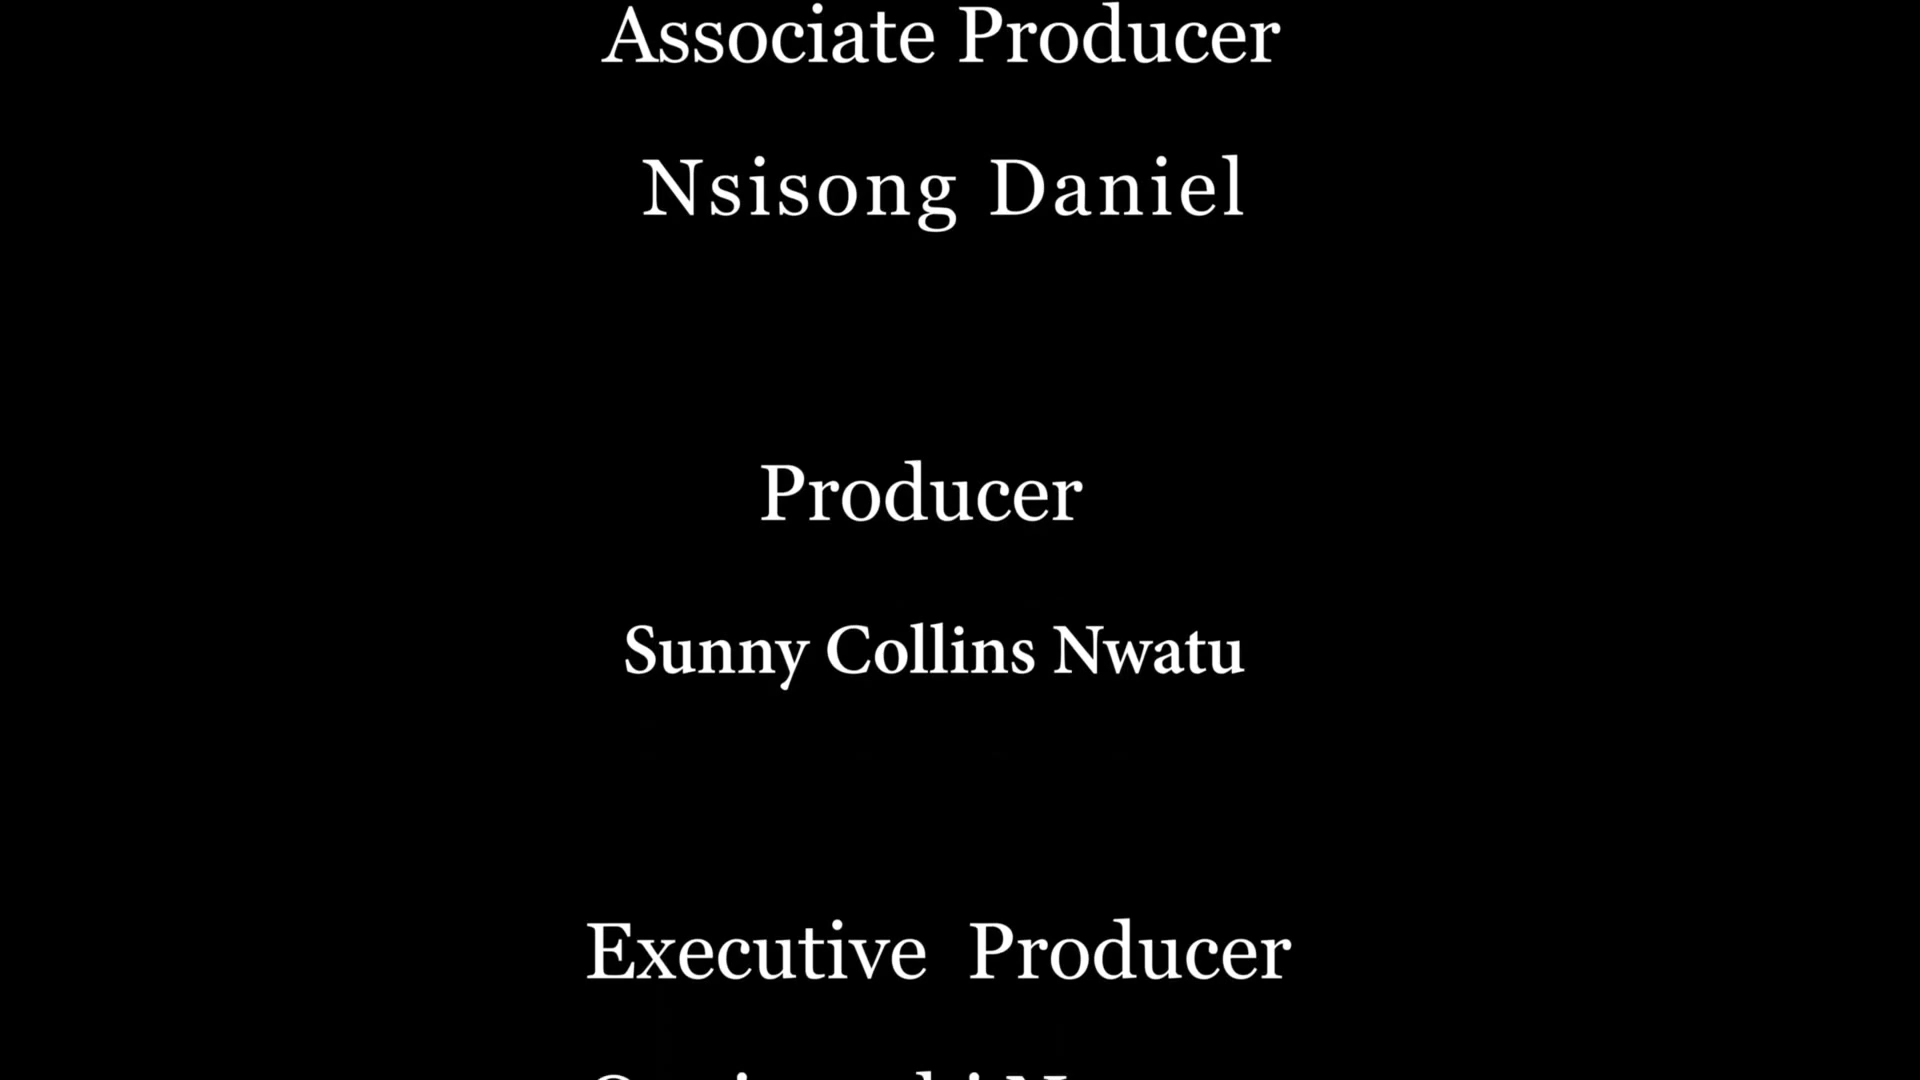 Associate Producer
Nsisong Daniel
Producer
Sunny Collins Nwatu
Executive Producer